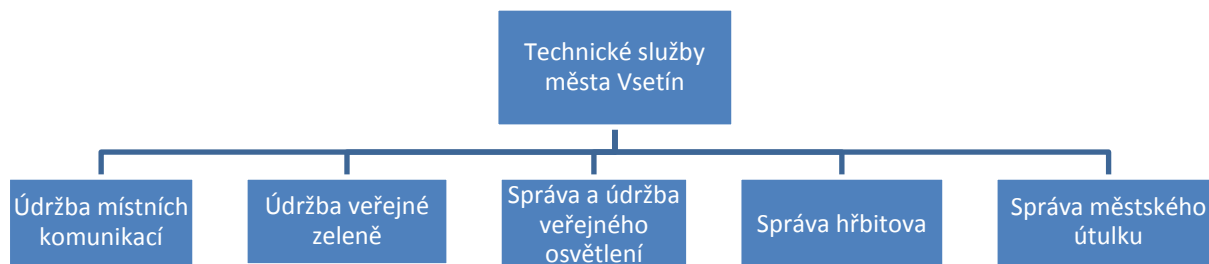 Technické služby
města Vsetín
Údržba místních
komunikací
Údržba veřejné
zeleně
Správa a údržba
veřejného
osvětlení
Správa hřbitova
Správa městského
útulku